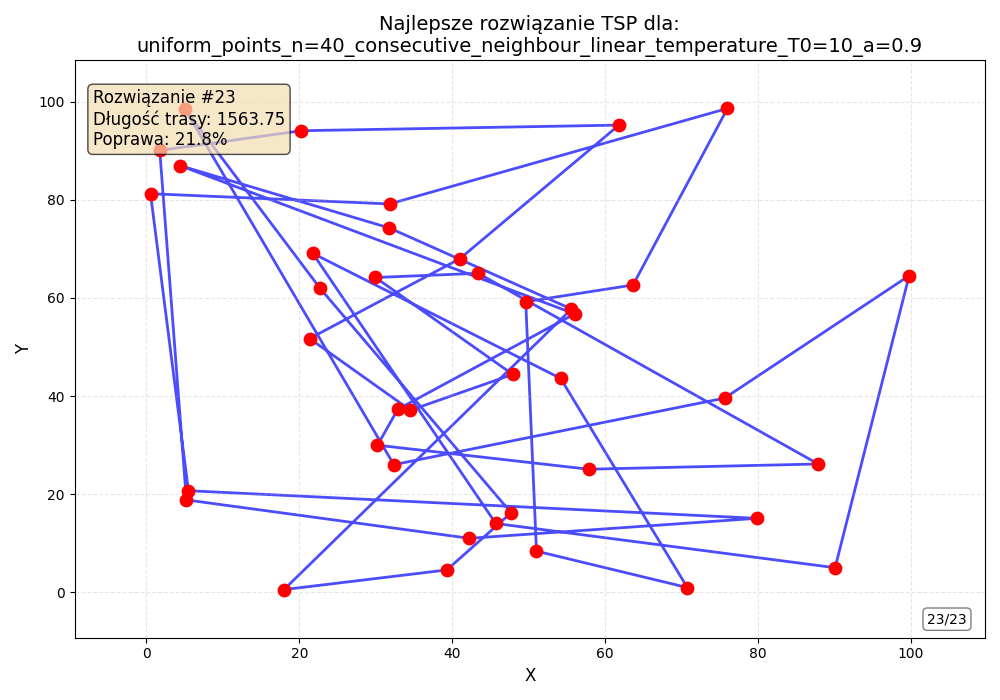 Najlepsze rozwiązanie TSP dla:
uniform_points_n=40_consecutive_neighbour_linear_temperature_T0=10_a=0.9
Rozwiązanie #23
Długość trasy: 1563.75
Poprawa: 21.8%
100
80
60
40
20
0
Y
0 20 40 60 80 100
X
23/23